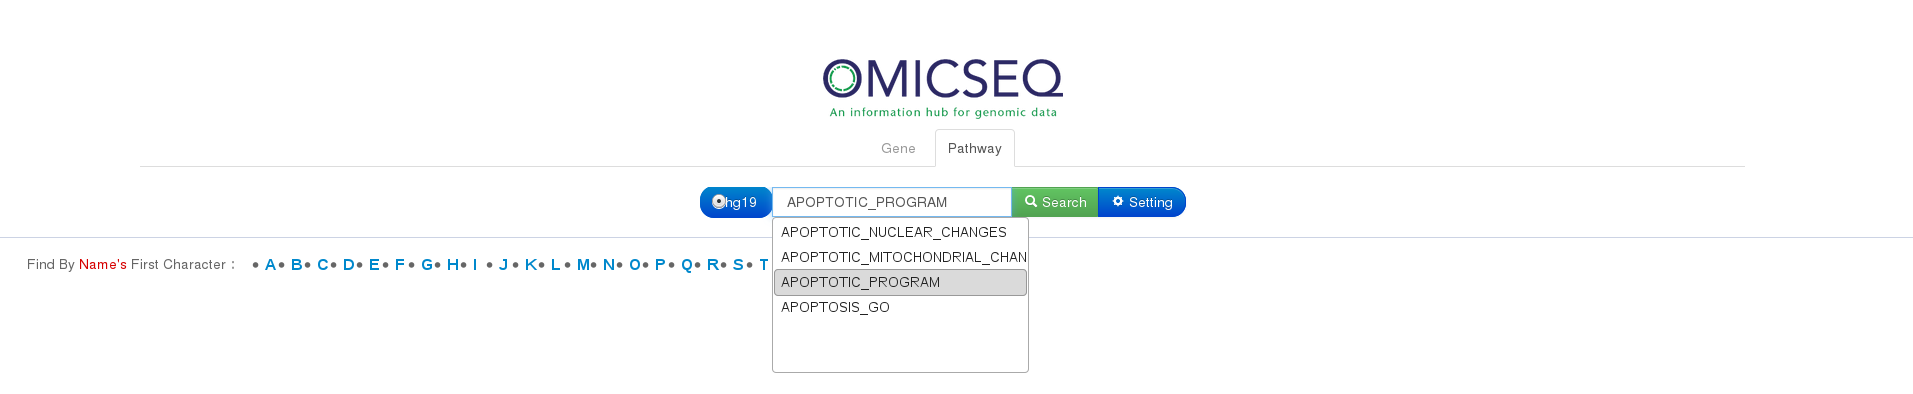 OMICSEQ
An information hub for genomic data
Gene Pathway
hg19 APOPTOTIC_PROGRAM Search Setting
APOPTOTIC_NUCLEAR_CHANGES
Find By Name's First Character : • A • B • C • D • E • F • G • H • I • J • K • L • M • N • O • P • Q • R • S • T
APOPTOTIC_MITOCHONDRIAL_CHAN
APOPTOTIC_PROGRAM
APOPTOSIS_GO